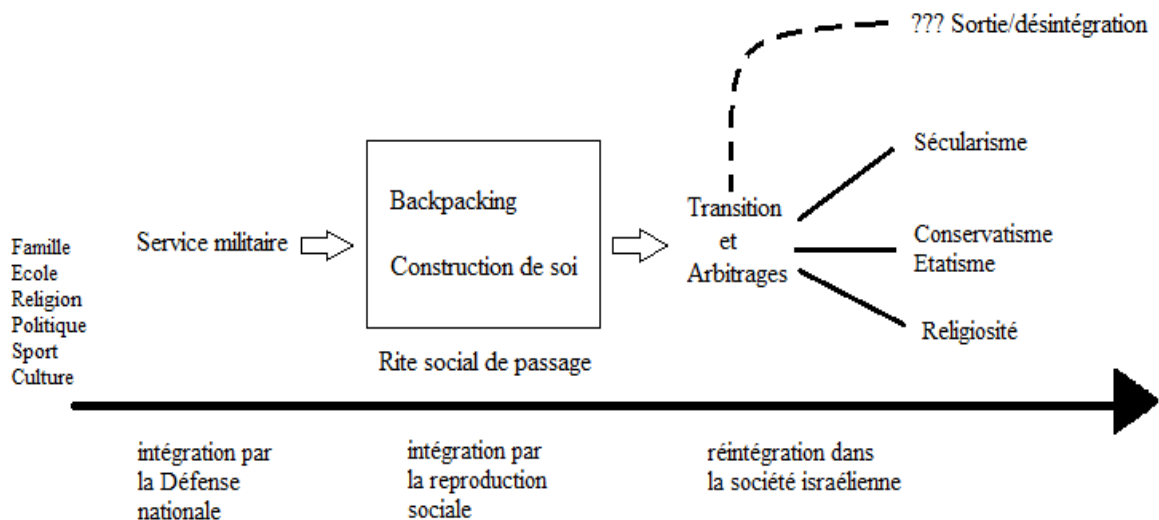 ??? Sortie/désintégration
Sécularisme
Backpacking
Transition
et
Arbitrages
Service militaire
Conservatisme
Etatisme
Construction de soi
Famille
Ecole
Religion
Politique
Sport
Culture
Religiosité
Rite social de passage
intégration par
la Défense
nationale
intégration par
la reproduction
sociale
réintégration dans
la société israélienne